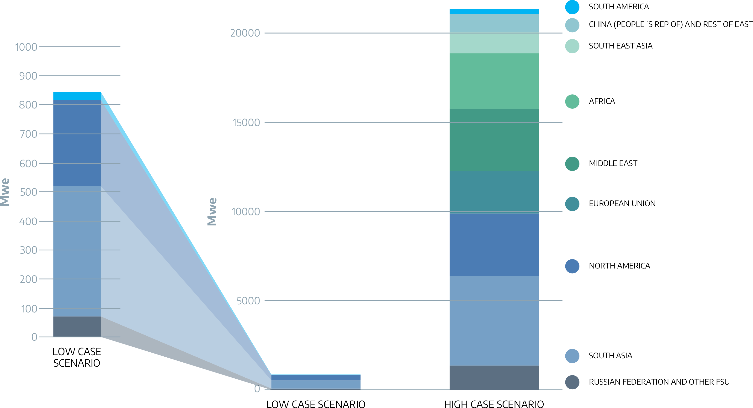 1000
900
800
700
600
500
400
300
200
100
0
Mwe
LOW CASE
SCENARIO
20000
15000
10000
5000
0
Mwe
LOW CASE SCENARIO
HIGH CASE SCENARIO
SOUTH AMERICA
CHINA (PEOPLE´S REP OF) AND REST OF EAST
SOUTH EAST ASIA
AFRICA
MIDDLE EAST
EUROPEAN UNION
NORTH AMERICA
SOUTH ASIA
RUSSIAN FEDERATION AND OTHER FSU